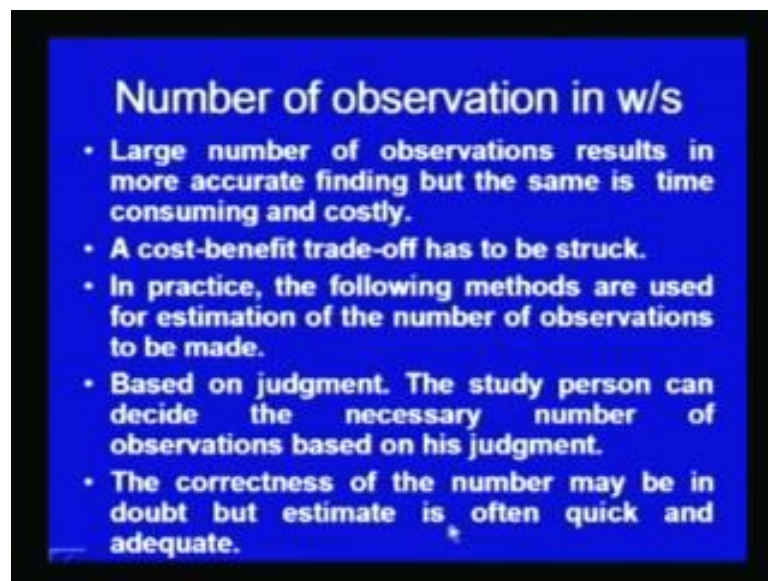 Number of observation in w/s
• Large number of observations results in
more accurate finding but the same is time
consuming and costly.
• A cost-benefit trade-off has to be struck.
• In practice, the following methods are used
for estimation of the number of observations
to be made.
• Based on judgment. The study person can
decide the necessary number of
observations based on his judgment.
• The correctness of the number may be in
doubt but estimate is often quick and
adequate.